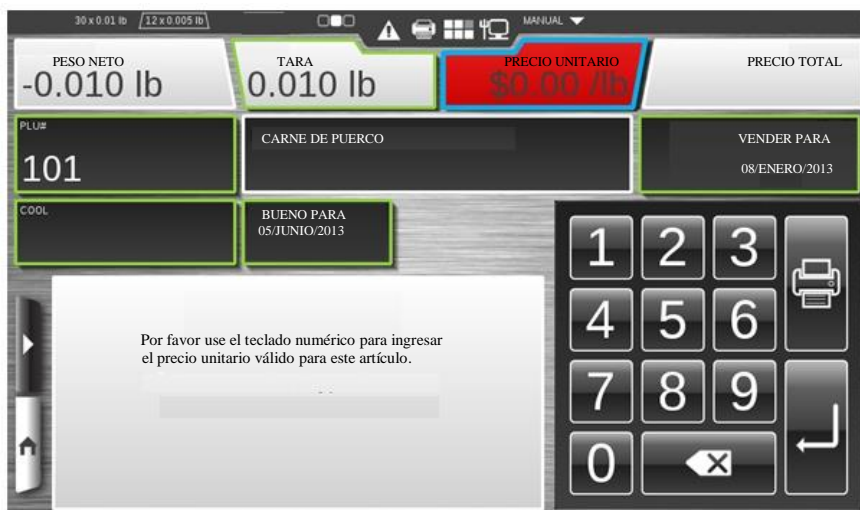 30 x 0.01 lb 12 x 0.005 lb MANUAL
PESO NETO
-0.010 lb
TARA
0.010 lb
PRECIO UNITARIO
$0.00 /lb
PRECIO TOTAL
PLU#
101
CARNE DE PUERCO
VENDER PARA
08/ENERO/2013
COOL
BUENO PARA
05/JUNIO/2013
Por favor use el teclado numérico para ingresar
el precio unitario válido para este artículo.
1 2 3
4 5 6
7 8 9
0